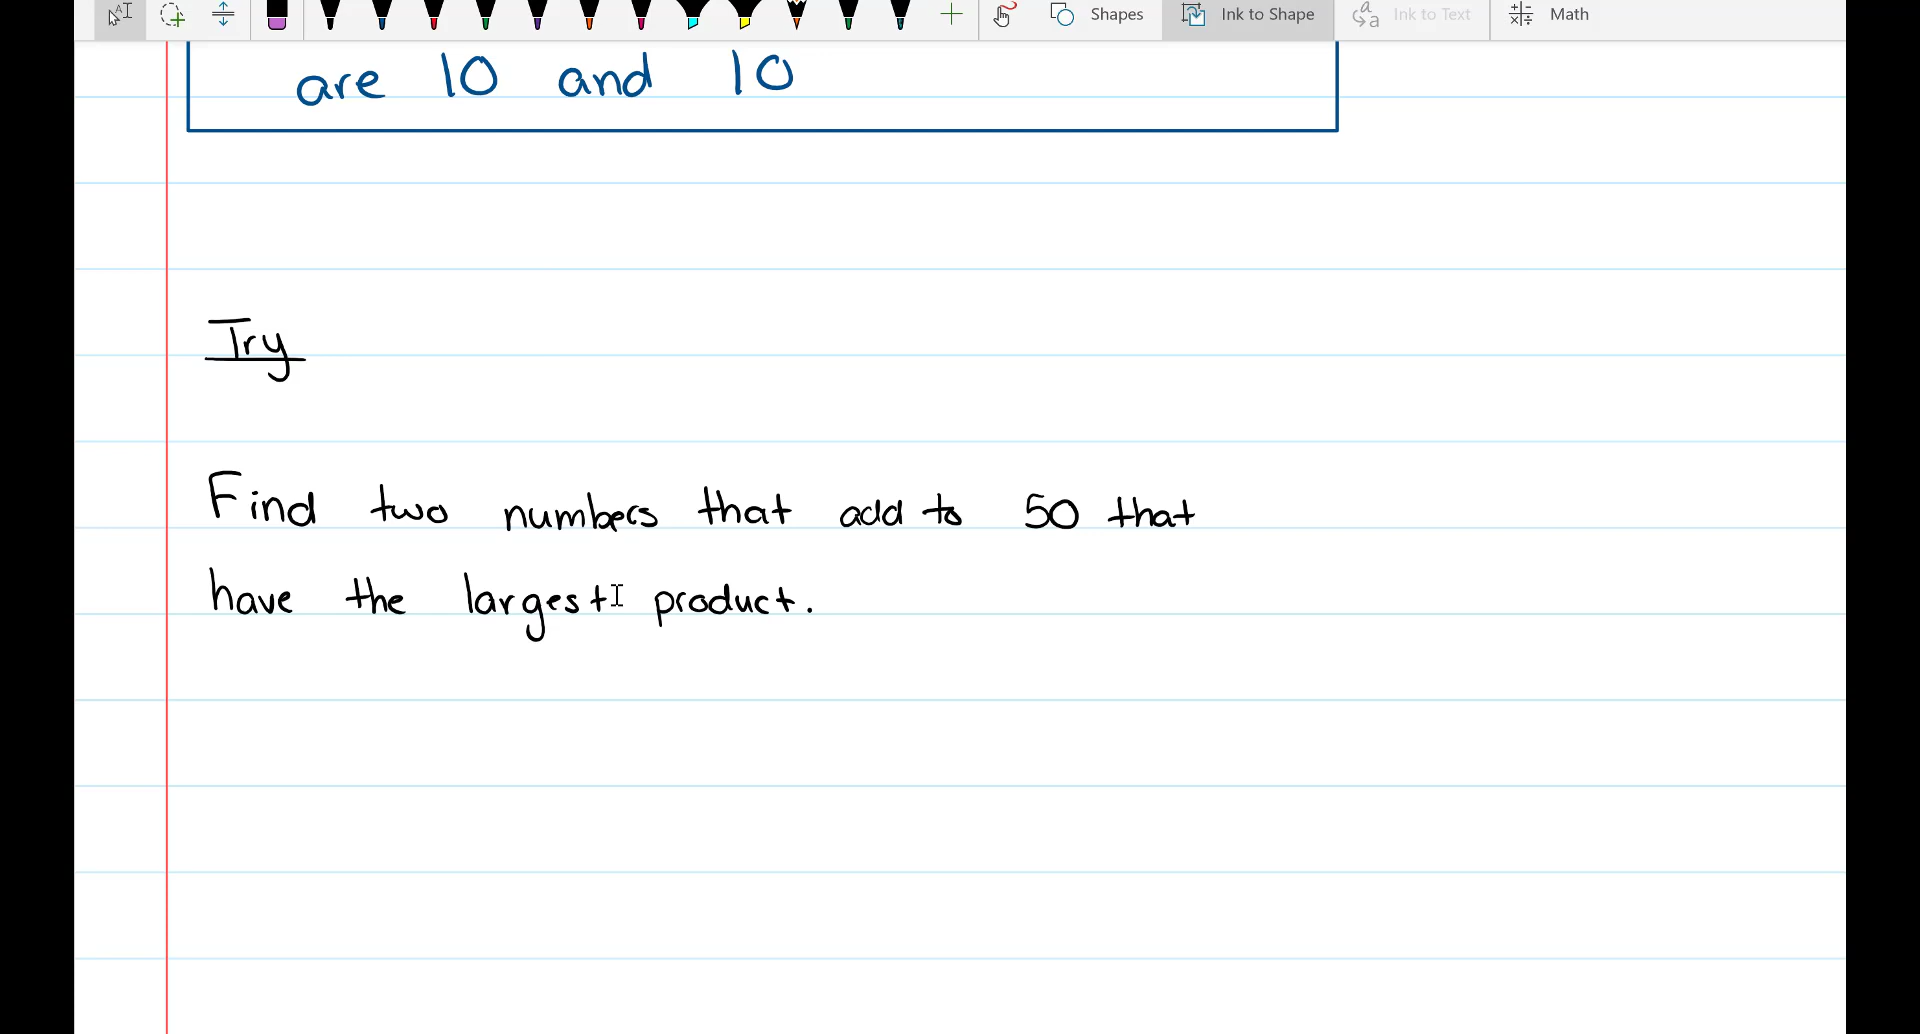 Shapes Ink to Shape Ink to Text Math
are 10 and 10
Try
Find two numbers that add to 50 that
have the largest product.